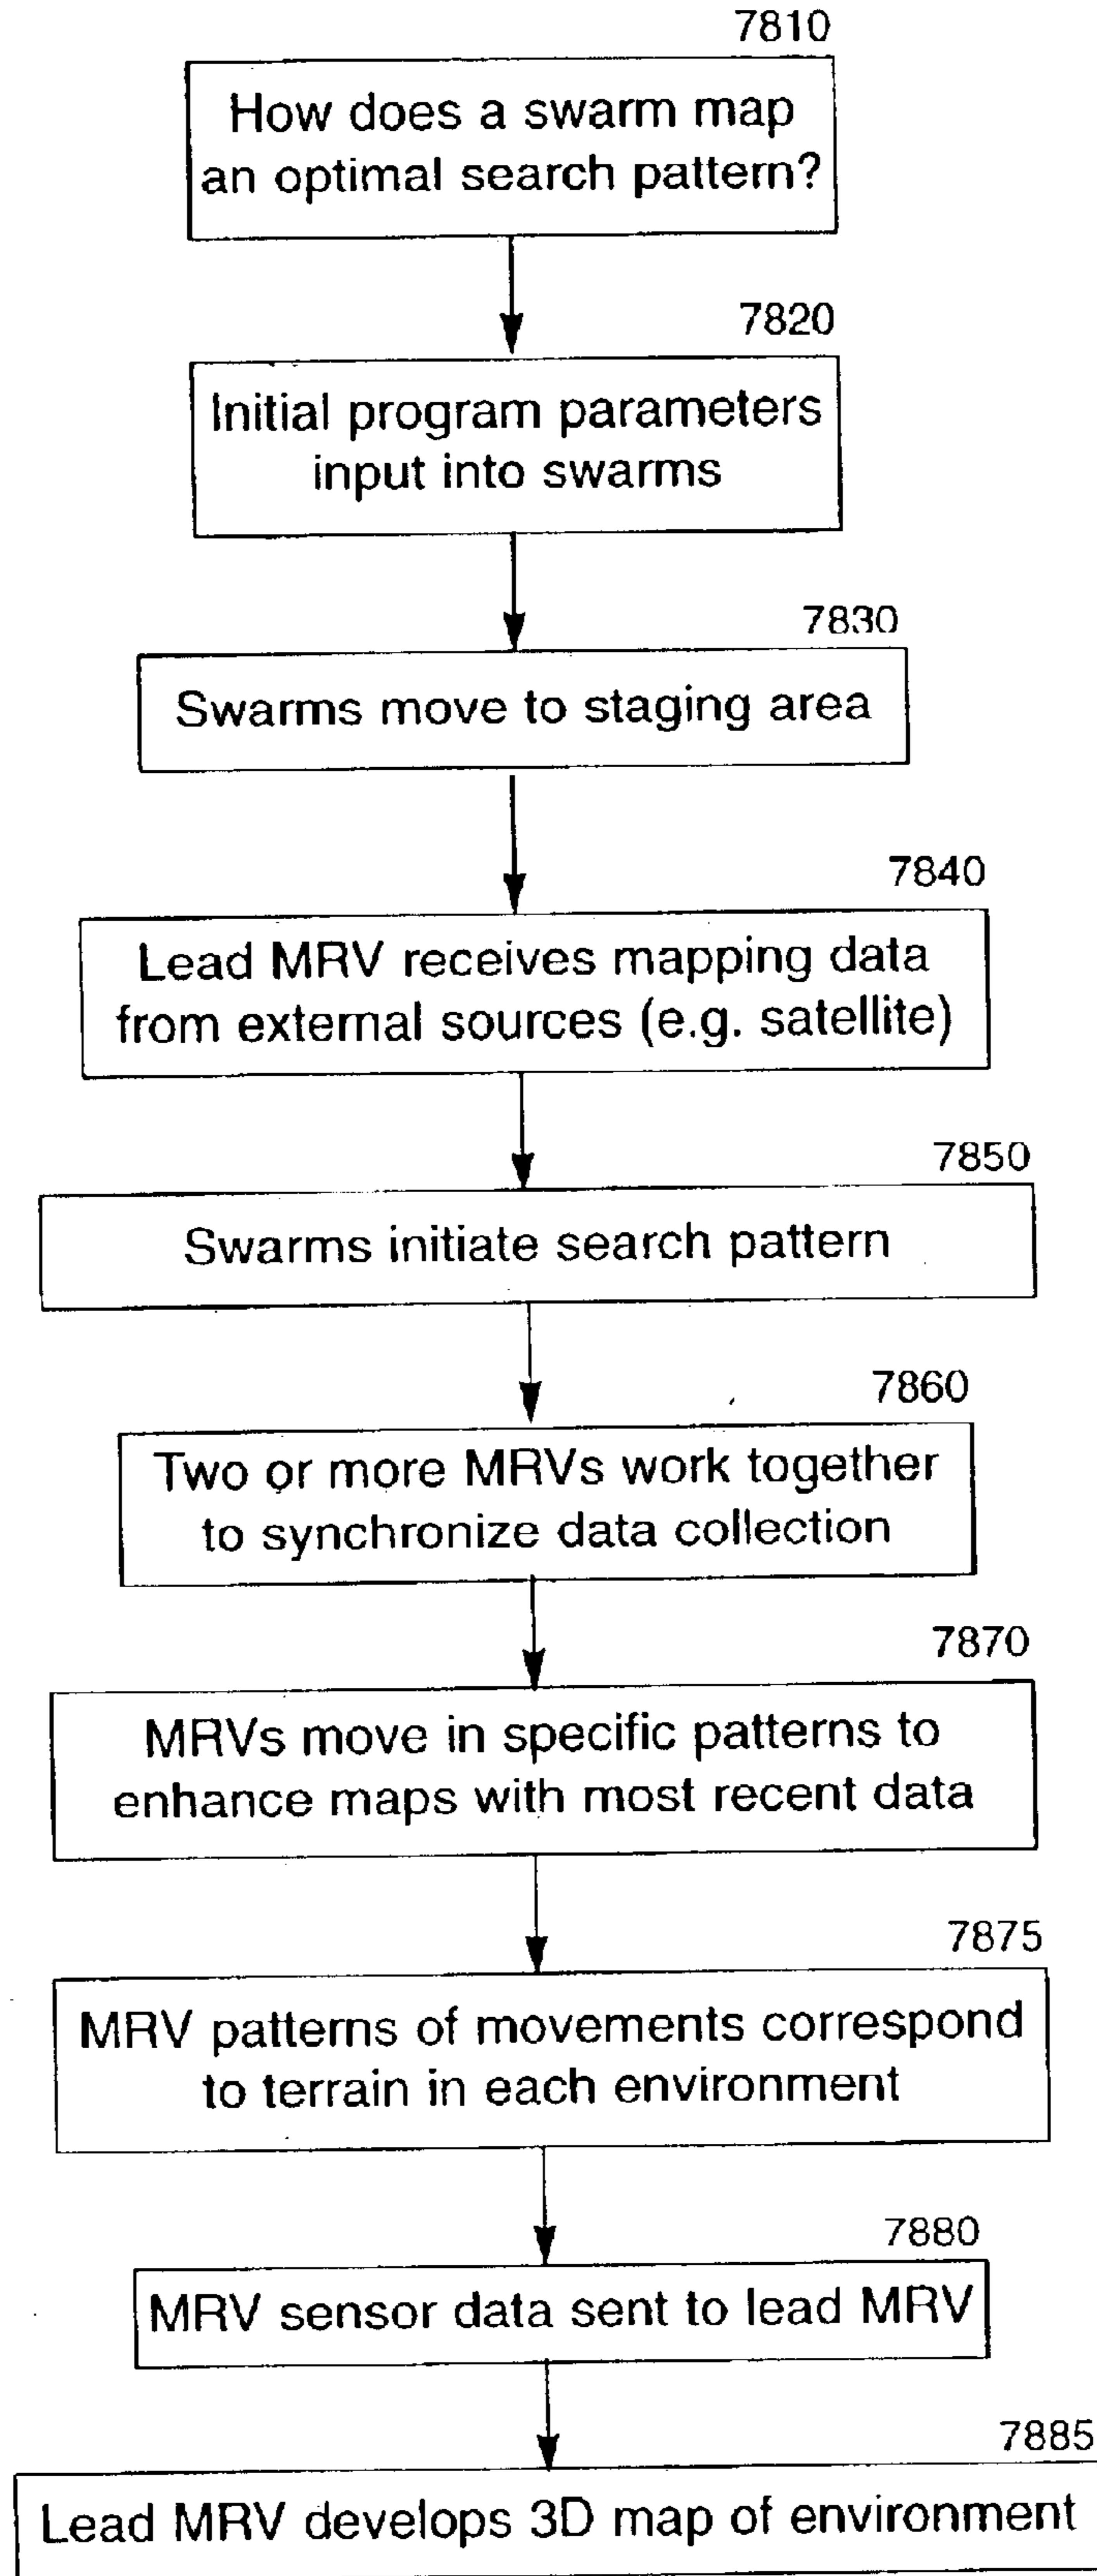 7810
How does a swarm map
an optimal search pattern?
7820
Initial program parameters
input into swarms
7830
Swarms move to staging area
7840
Lead MRV receives mapping data
from external sources (e.g. satellite)
7850
Swarms initiate search pattern
7860
Two or more MRVs work together
to synchronize data collection
7870
MRVs move in specific patterns to
enhance maps with most recent data
7875
MRV patterns of movements correspond
to terrain in each environment
7880
MRV sensor data sent to lead MRV
7885
Lead MRV develops 3D map of environment